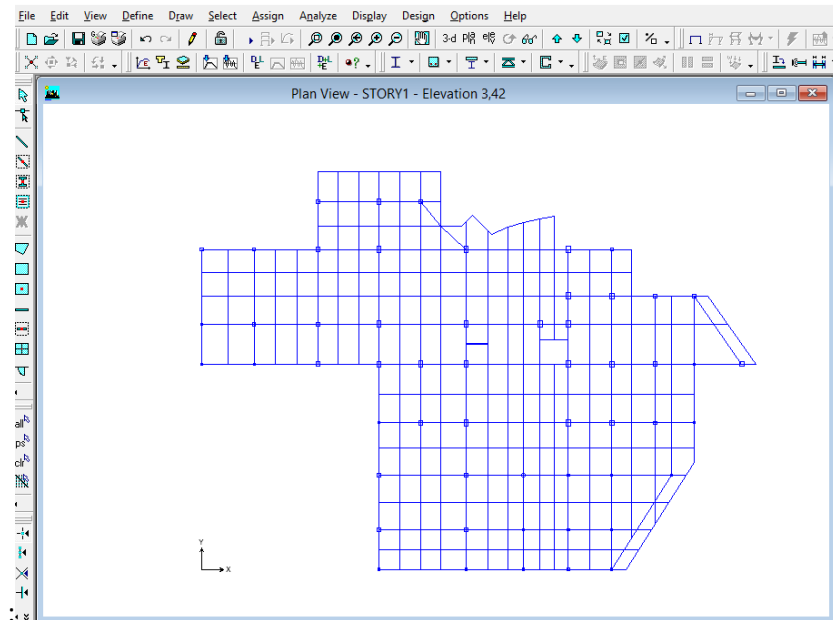 File Edit View Define Draw Select Assign Analyze Display Design Options Help
3-d
Plan View - STORY1 - Elevation 3,42
all
ps
clr
Y
X